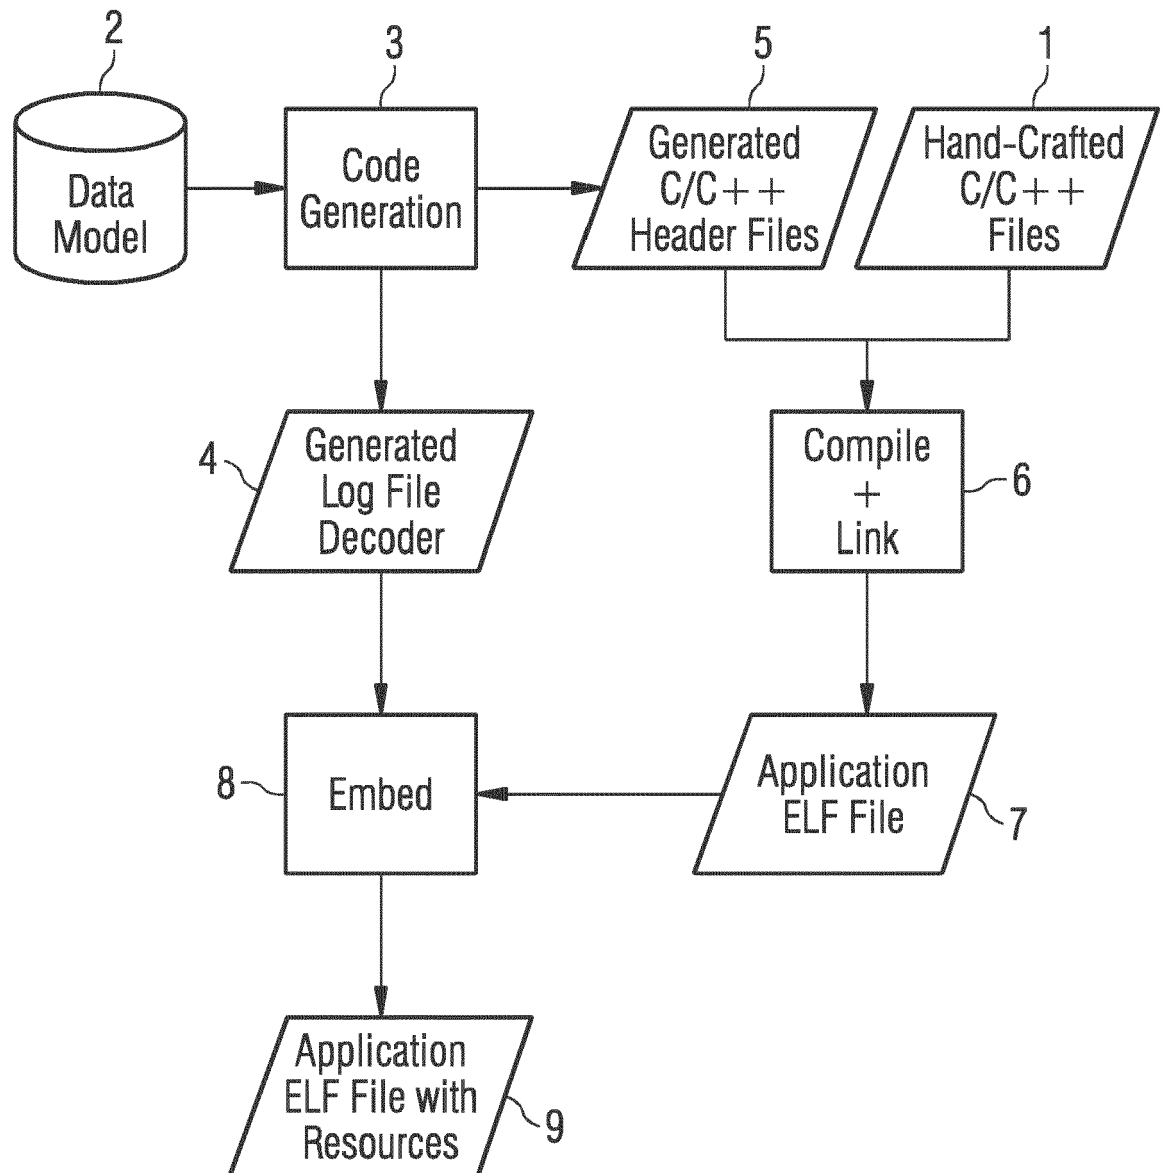 2
3
5
1
Data
Model
Code
Generation
Generated
C/C++
Header Files
Hand-Crafted
C/C++
Files
4
Generated
Log File
Decoder
Compile
+
Link
6
8
Embed
Application
ELF File
7
Application
ELF File with
Resources
9